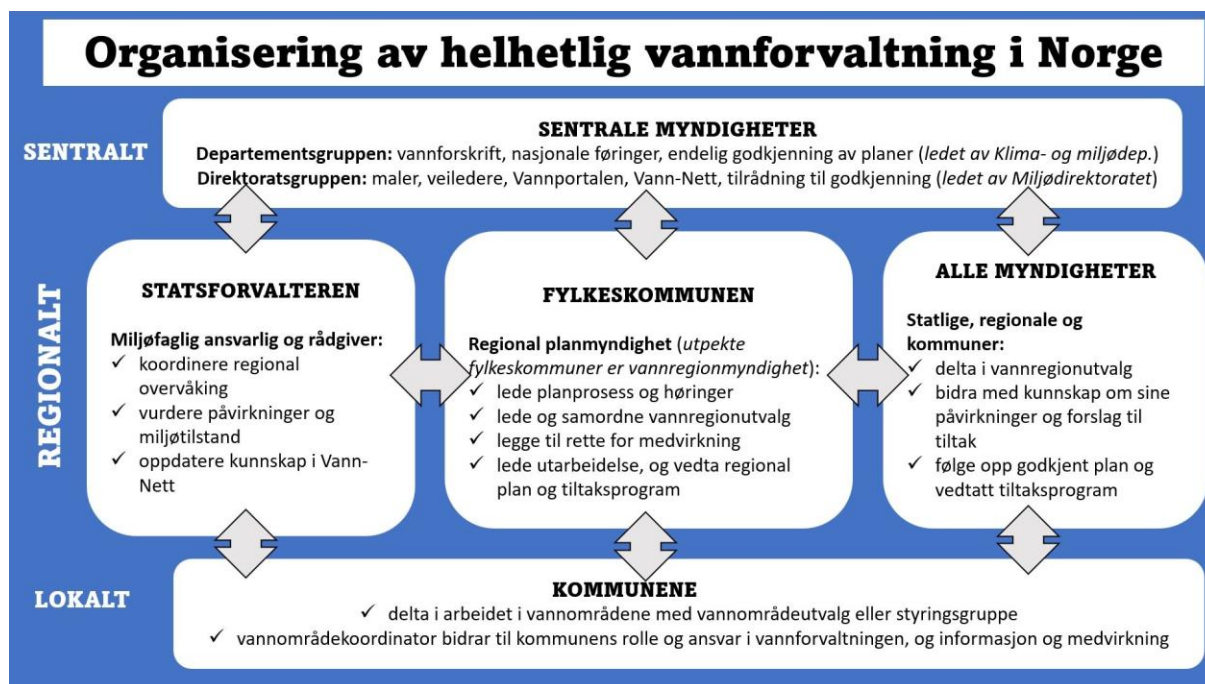 Organisering av helhetlig vannforvaltning i Norge
SENTRALT
SENTRALE MYNDIGHETER
Departementsgruppen: vannforskrift, nasjonale føringer, endelig godkjenning av planer (ledet av Klima- og miljødep.)
Direktoratsgruppen: maler, veiledere, Vannportalen, Vann-Nett, tilrådning til godkjenning (ledet av Miljødirektoratet)
REGIONALT
STATSFORVALTEREN
Miljøfaglig ansvarlig og rådgiver:
✓ koordinere regional
overvåking
✓ vurdere påvirkninger og
miljøtilstand
✓ oppdatere kunnskap i Vann-
Nett
FYLKESKOMMUNEN
Regional planmyndighet (utpekte
fylkeskommuner er vannregionmyndighet):
✓ lede planprosess og høringer
✓ lede og samordne vannregionutvalg
✓ legge til rette for medvirkning
✓ lede utarbeidelse, og vedta regional
plan og tiltaksprogram
ALLE MYNDIGHETER
Statlige, regionale og
kommuner:
✓ delta i vannregionutvalg
✓ bidra med kunnskap om sine
påvirkninger og forslag til
tiltak
✓ følge opp godkjent plan og
vedtatt tiltaksprogram
LOKALT
KOMMUNENE
✓ delta i arbeidet i vannområdene med vannområdeutvalg eller styringsgruppe
✓ vannområdekoordinator bidrar til kommunens rolle og ansvar i vannforvaltningen, og informasjon og medvirkning